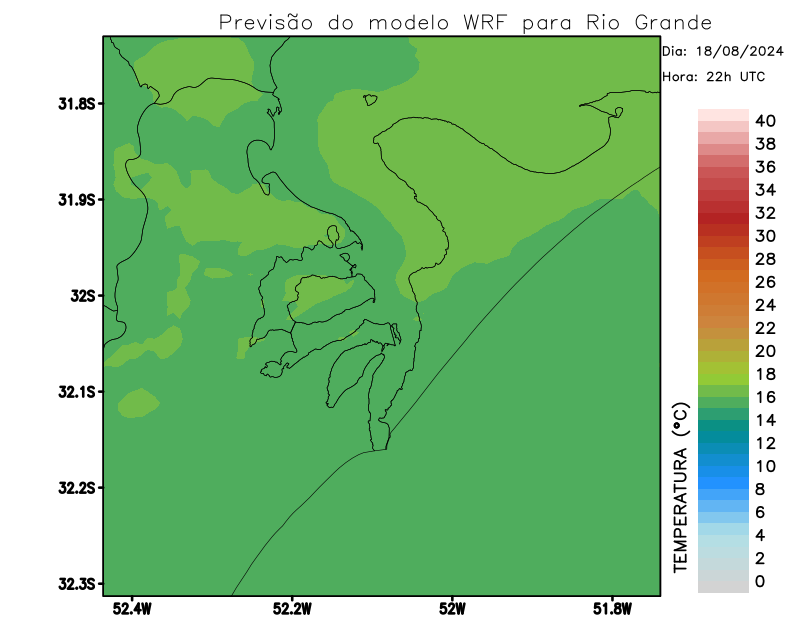 Previsão do modelo WRF para Rio Grande
Dia: 18/08/2024
Hora: 22h UTC
31.8S
31.9S
32S
32.1S
32.2S
32.3S
52.4W
52.2W
52W
51.8W
TEMPERATURA (°C)
40
38
36
34
32
30
28
26
24
22
20
18
16
14
12
10
8
6
4
2
0